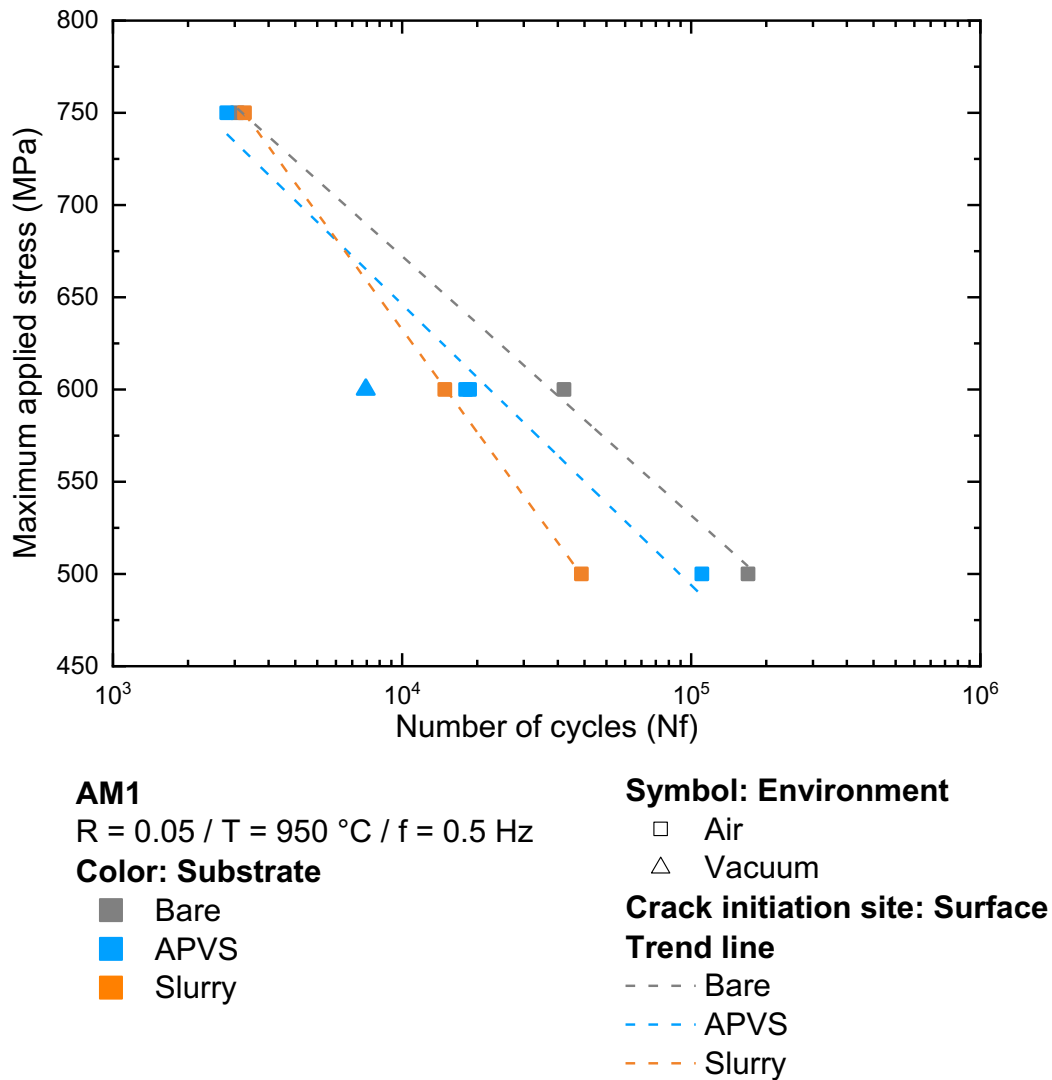 800
750
700
650
600
550
500
450
Maximum applied stress (MPa)
10³ 10⁴ 10⁵ 10⁶
Number of cycles (Nf)
AM1
R = 0.05 / T = 950 °C / f = 0.5 Hz
Color: Substrate
Bare
APVS
Slurry
Symbol: Environment
Air
Vacuum
Crack initiation site: Surface
Trend line
Bare
APVS
Slurry